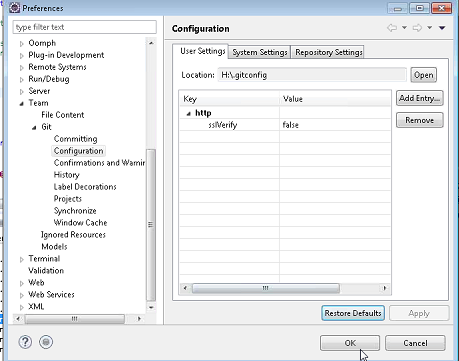 Preferences
type filter text
Oomph
Plug-in Development
Remote Systems
Run/Debug
Server
Team
File Content
Git
Committing
Configuration
Confirmations and Warnin
History
Label Decorations
Projects
Synchronize
Window Cache
Ignored Resources
Models
Terminal
Validation
Web
Web Services
XML
Configuration
User Settings System Settings Repository Settings
Location: H:\.gitconfig Open
Key Value Add Entry...
http Remove
sslVerify false
Restore Defaults Apply
? OK Cancel